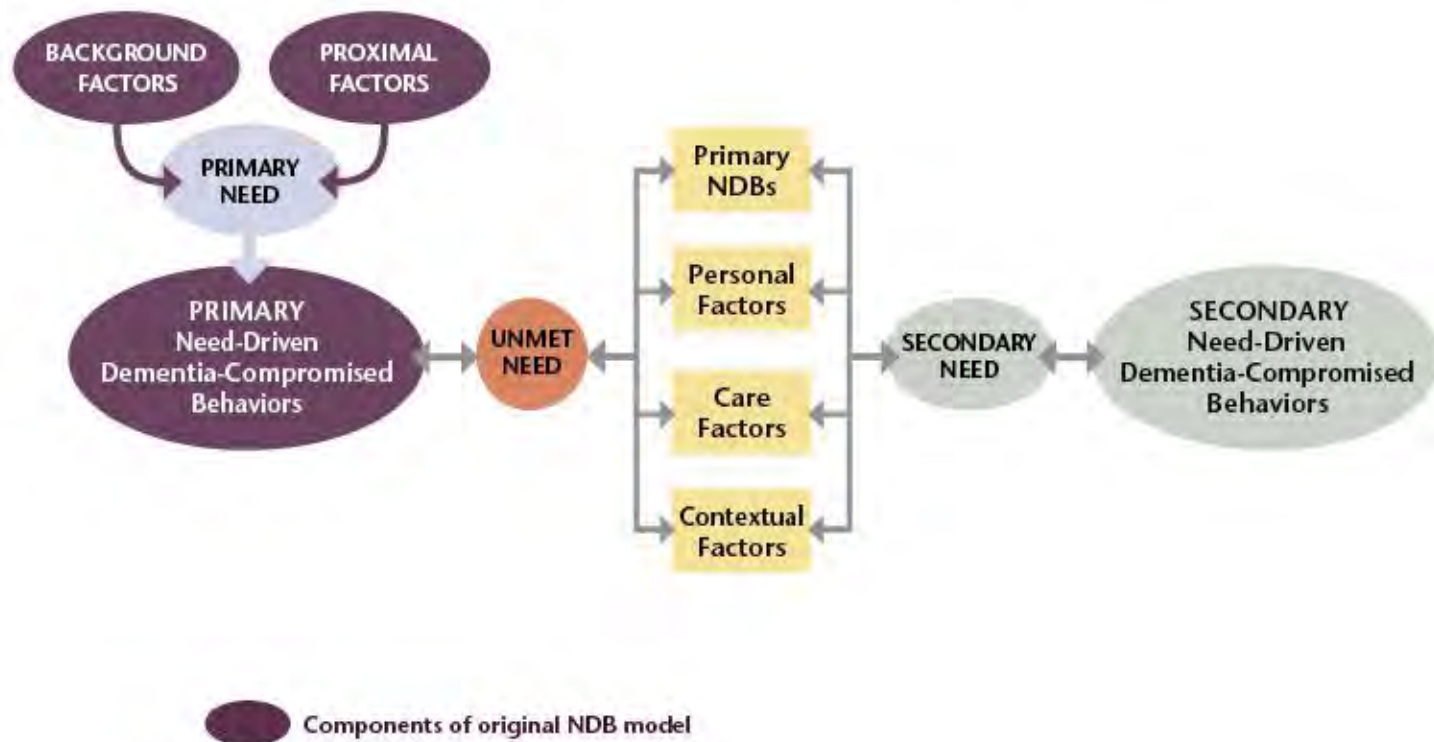 BACKGROUND
FACTORS
PROXIMAL
FACTORS
PRIMARY
NEED
PRIMARY
Need-Driven
Dementia-Compromised
Behaviors
UNMET
NEED
Primary
NDBs
Personal
Factors
Care
Factors
Contextual
Factors
SECONDARY
NEED
SECONDARY
Need-Driven
Dementia-Compromised
Behaviors
Components of original NDB model